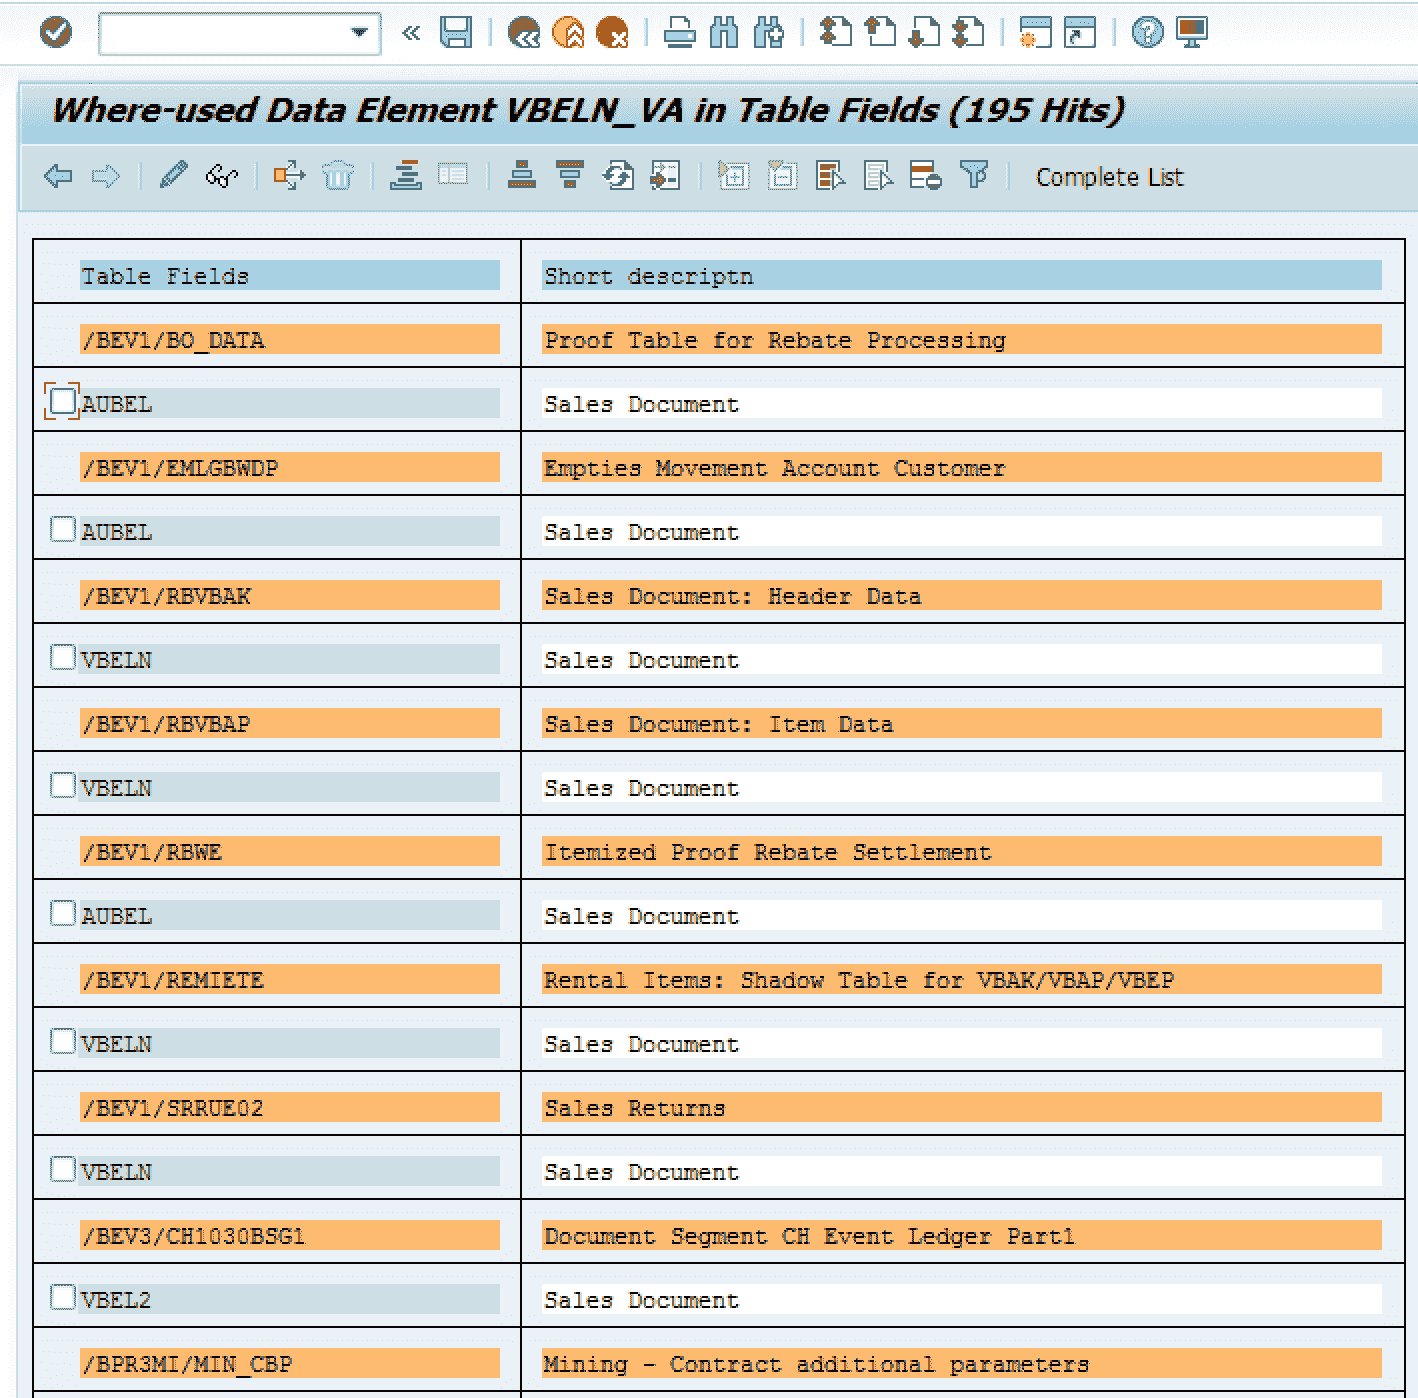 Where-used Data Element VBELN_VA in Table Fields (195 Hits)
Complete List
Table Fields Short descriptn
/BEV1/BO_DATA Proof Table for Rebate Processing
AUBEL Sales Document
/BEV1/EMLGBWDP Empties Movement Account Customer
AUBEL Sales Document
/BEV1/RBVBAK Sales Document: Header Data
VBELN Sales Document
/BEV1/RBVBAP Sales Document: Item Data
VBELN Sales Document
/BEV1/RBWE Itemized Proof Rebate Settlement
AUBEL Sales Document
/BEV1/REMIETE Rental Items: Shadow Table for VBAK/VBAP/VBEP
VBELN Sales Document
/BEV1/SRRUE02 Sales Returns
VBELN Sales Document
/BEV3/CH1030BSG1 Document Segment CH Event Ledger Part1
VBEL2 Sales Document
/BPR3MI/MIN_CBP Mining - Contract additional parameters